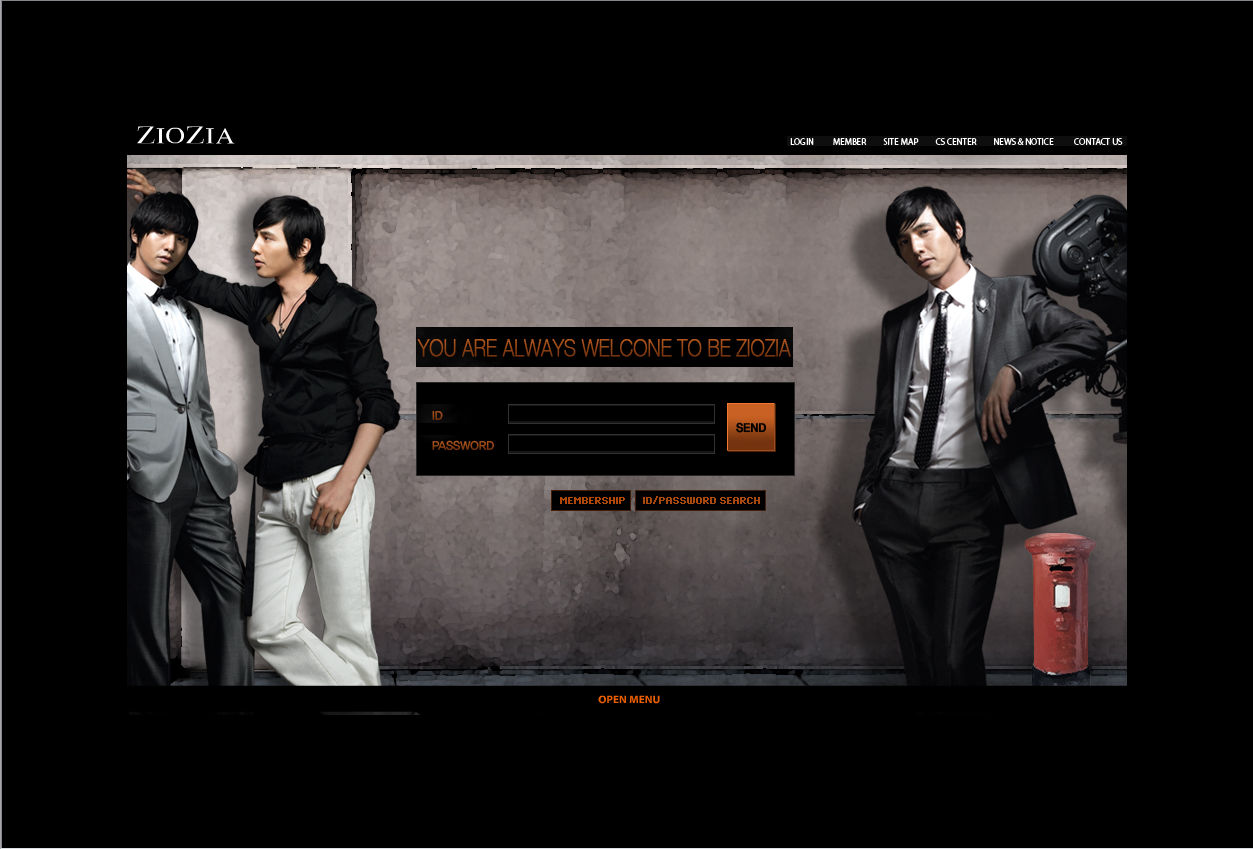 ZIOZIA
LOGIN MEMBER SITE MAP CS CENTER NEWS & NOTICE CONTACT US
YOU ARE ALWAYS WELCONE TO BE ZIOZIA
ID
PASSWORD
SEND
MEMBERSHIP ID/PASSWORD SEARCH
OPEN MENU